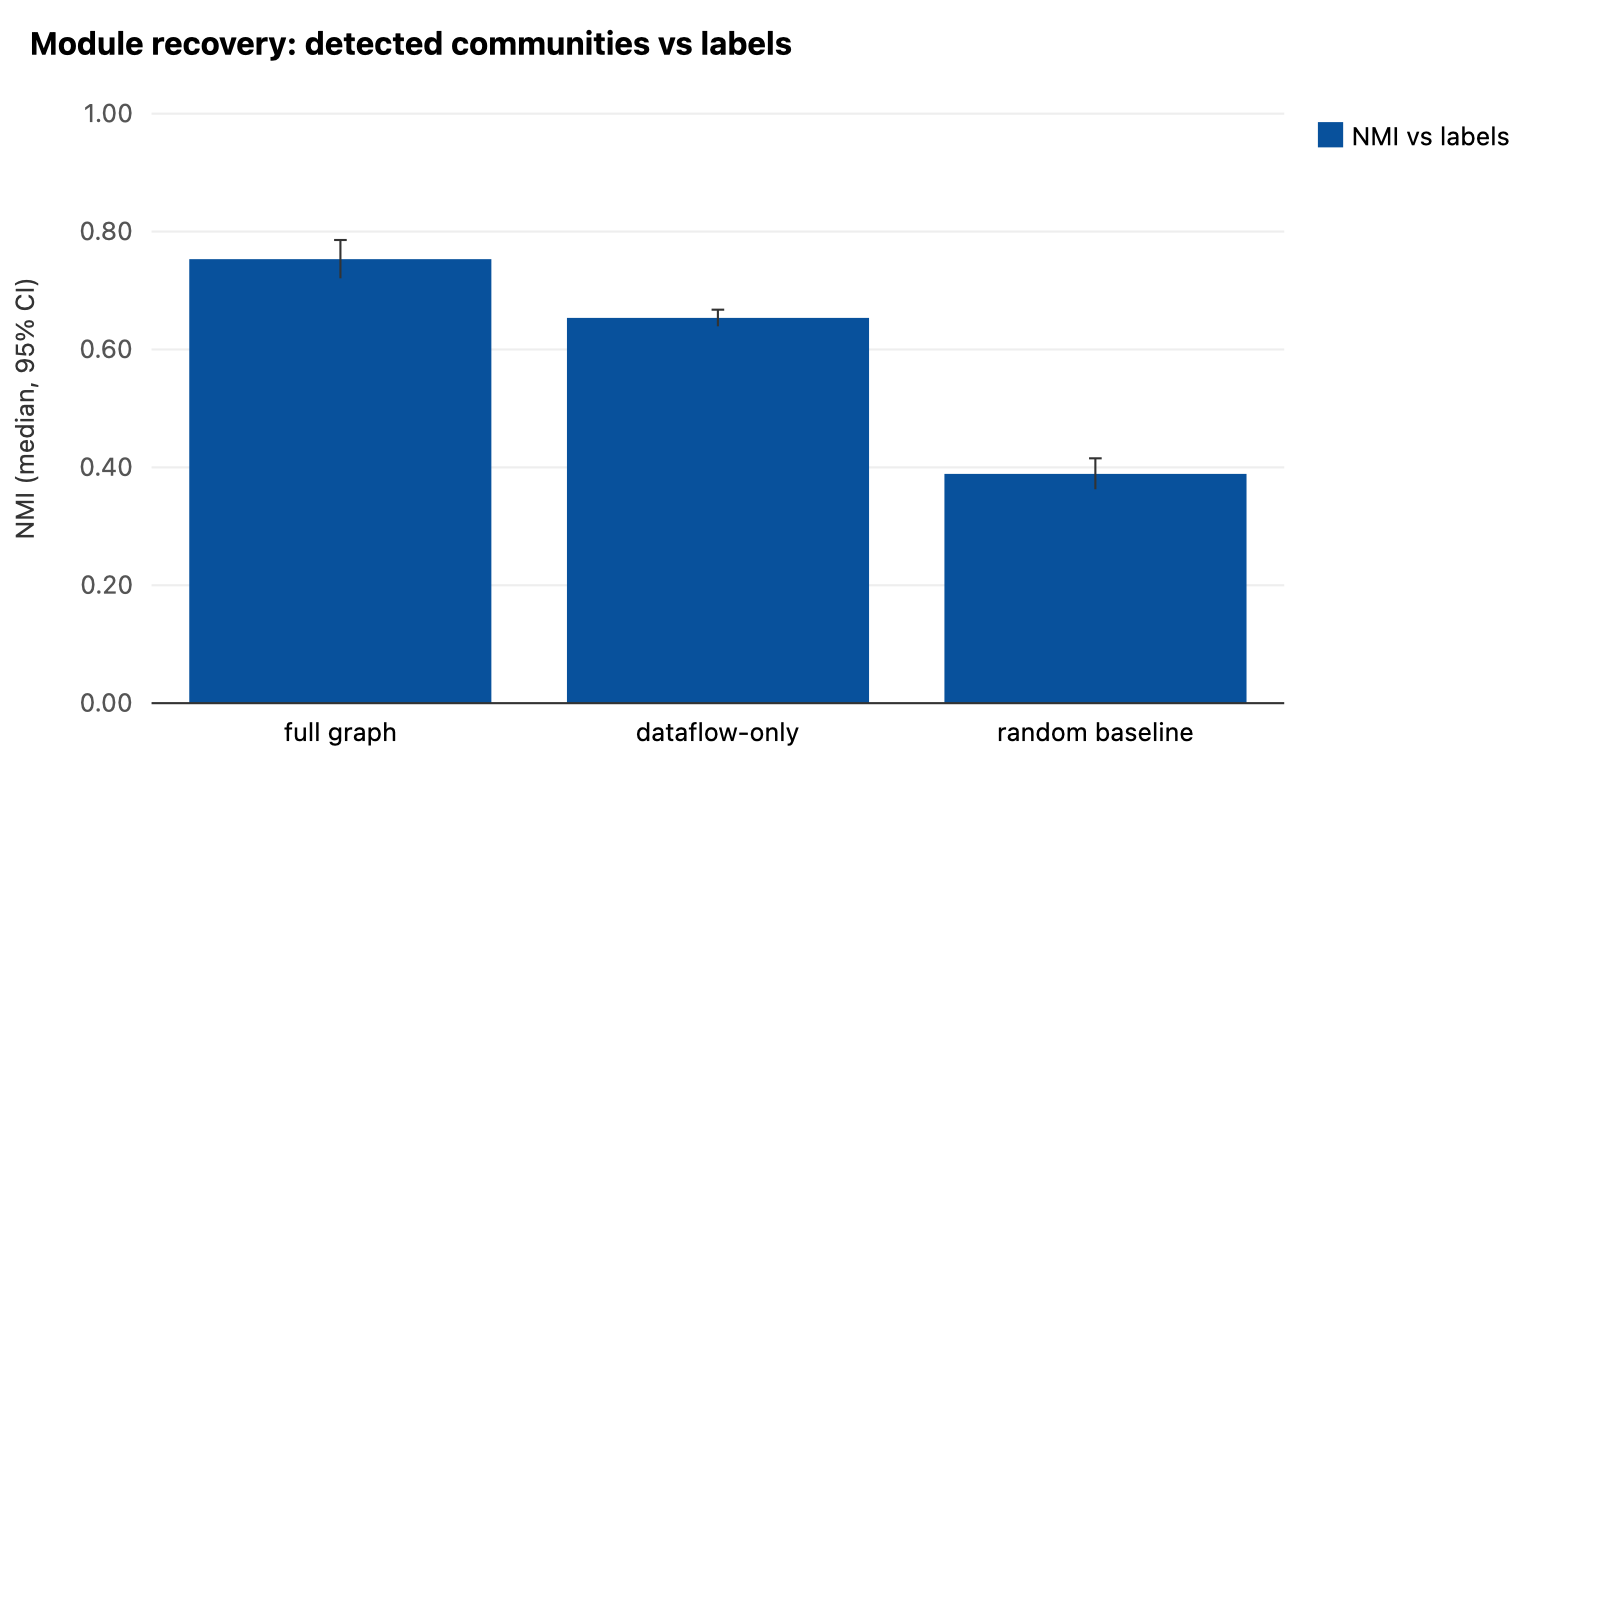 Module recovery: detected communities vs labels
1.00
0.80
0.60
0.40
0.20
0.00
NMI (median, 95% CI)
full graph
dataflow-only
random baseline
NMI vs labels